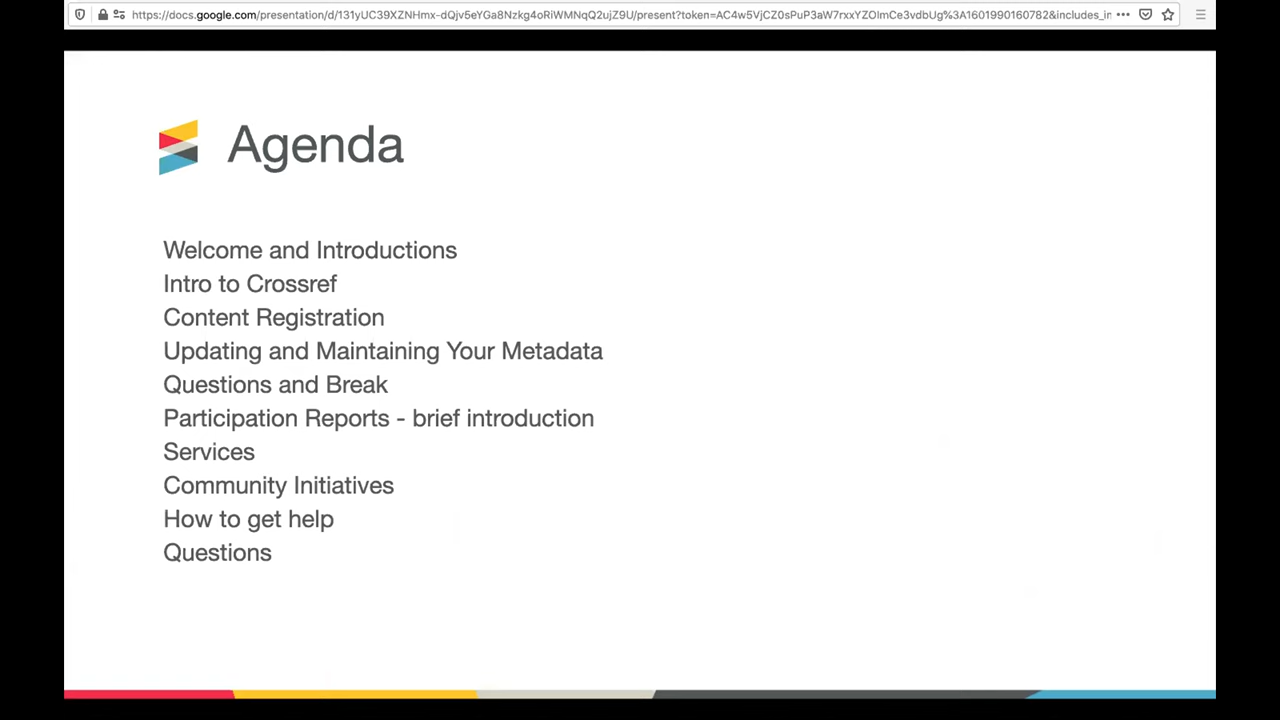 https://docs.google.com/presentation/d/131yUC39XZNHmx-dQjv5eYGa8Nzkg4oRiWMNqQ2ujZ9U/present?token=AC4w5VjCZ0sPuP3aW7rxxYZOlmCe3vdbUg%3A1601990160782&includes_in
Agenda
Welcome and Introductions
Intro to Crossref
Content Registration
Updating and Maintaining Your Metadata
Questions and Break
Participation Reports - brief introduction
Services
Community Initiatives
How to get help
Questions